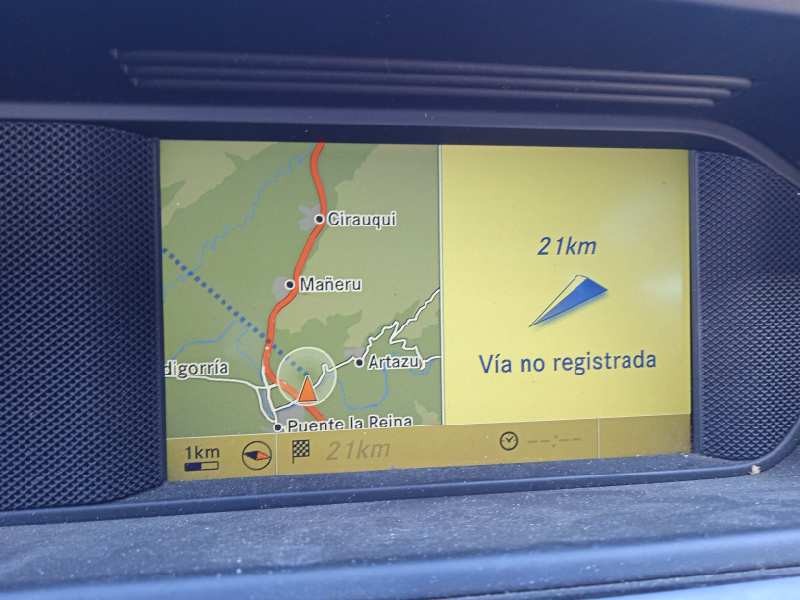 Cirauqui
Mañeru
Artazu
digorría
Puente la Reina
21km
Vía no registrada
1km
21km
--:--